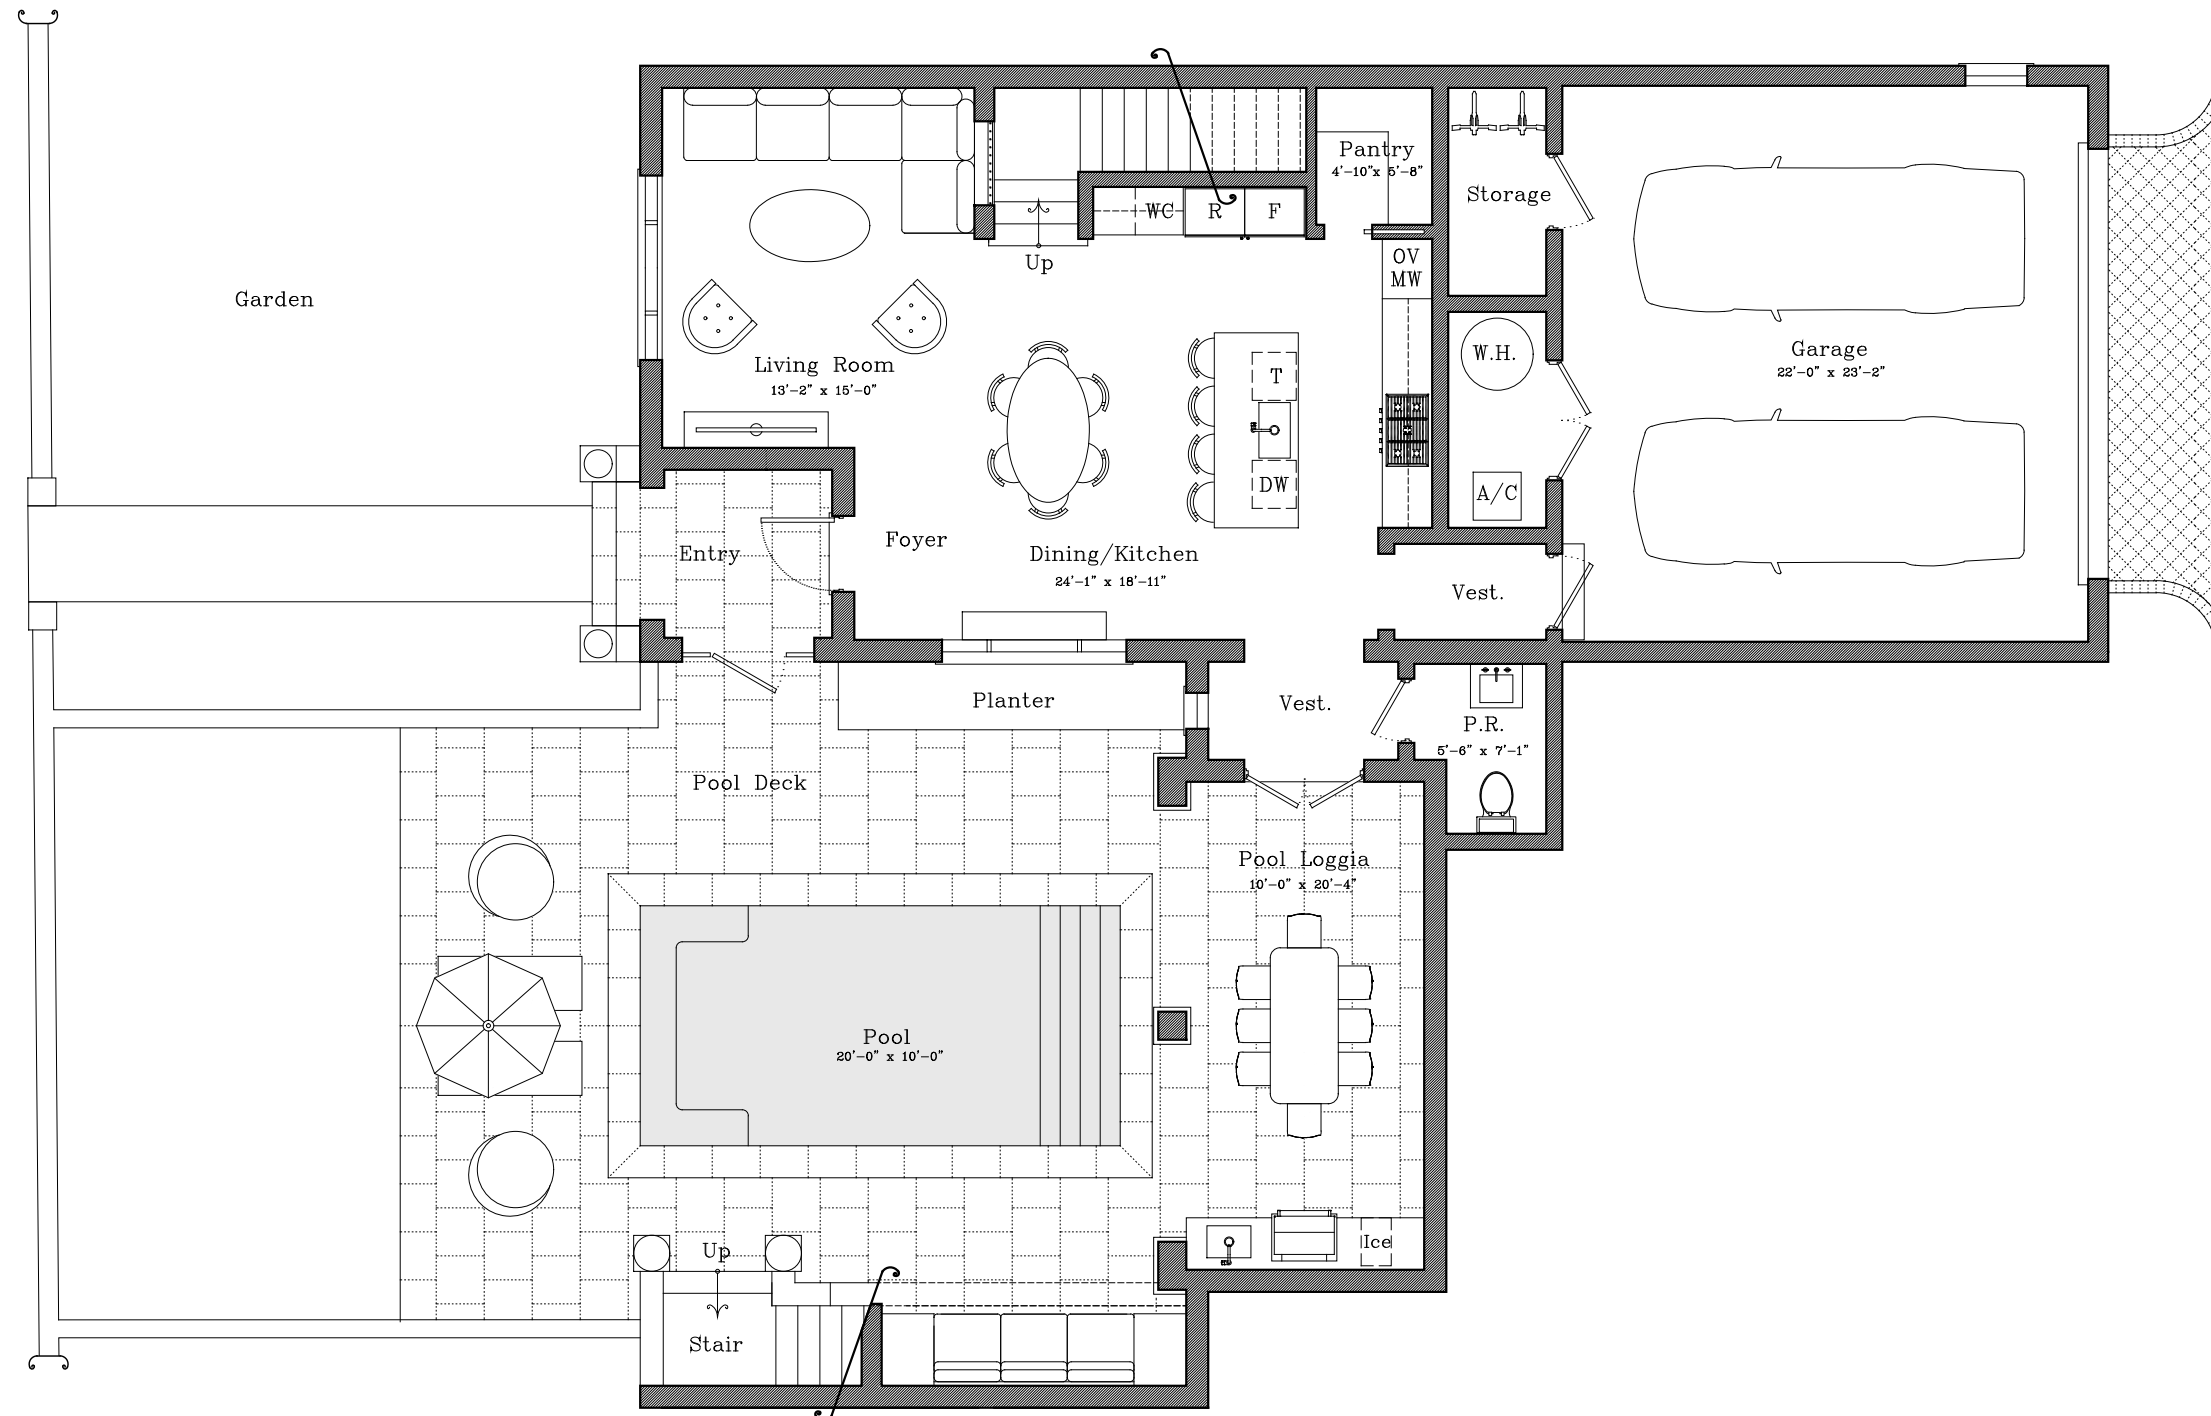 Pantry
4'-10"x 5'-8"
Storage
WC
R
F
Up
OV
MW
Garden
W.H.
Garage
22'-0" x 23'-2"
Living Room
13'-2" x 15'-0"
T
DW
A/C
Entry
Foyer
Dining/Kitchen
24'-1" x 18'-11"
Vest.
Planter
Vest.
P.R.
5'-6" x 7'-1"
Pool Deck
Pool Loggia
10'-0" x 20'-4"
Pool
20'-0" x 10'-0"
Up
Ice
Stair